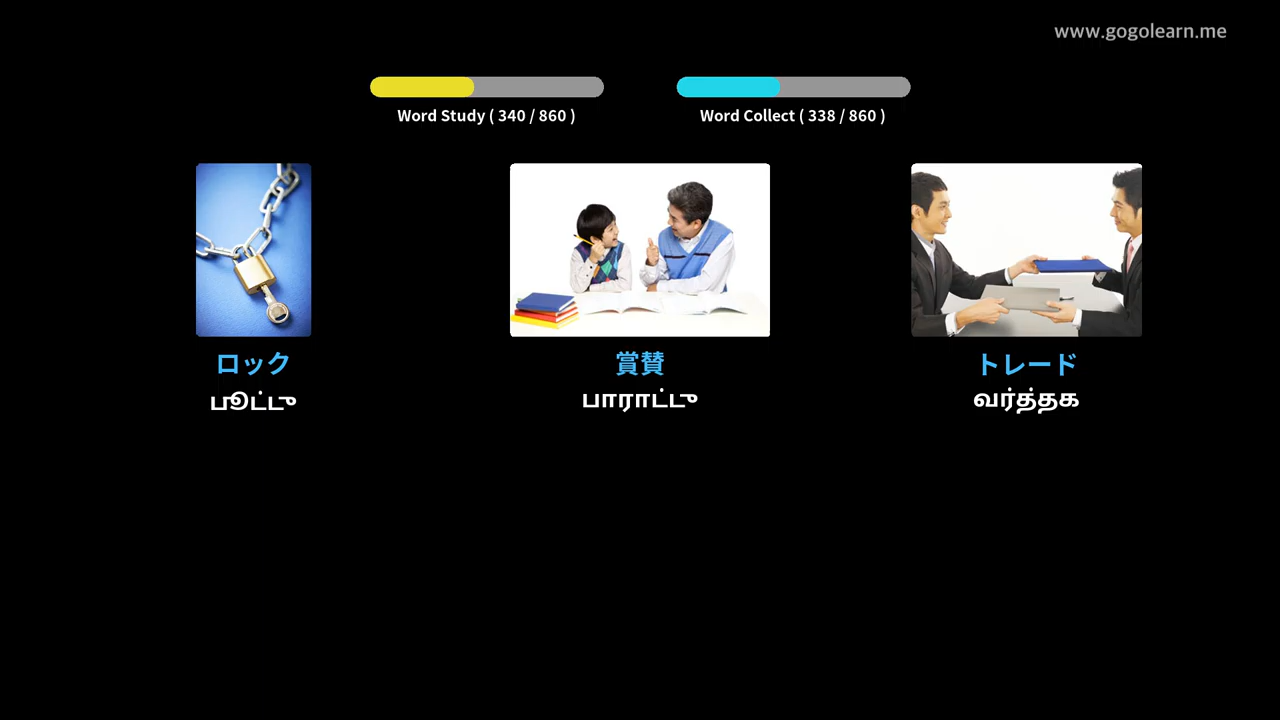 www.gogolearn.me
Word Study ( 340 / 860 )
Word Collect ( 338 / 860 )
ロック
பூட்டு
賞賛
பாராட்டு
トレード
வர்த்தக